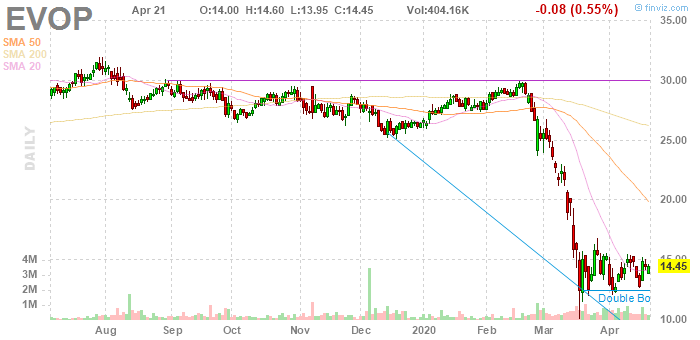 EVOP
Apr 21 O:14.00 H:14.60 L:13.95 C:14.45 Vol:404.16K -0.08 (0.55%)
© finviz.com
SMA 50
SMA 200
SMA 20
DAILY
30.00
25.00
20.00
15.00
14.45
10.00
4M
3M
2M
1M
Double Bo
Aug Sep Oct Nov Dec 2020 Feb Mar Apr